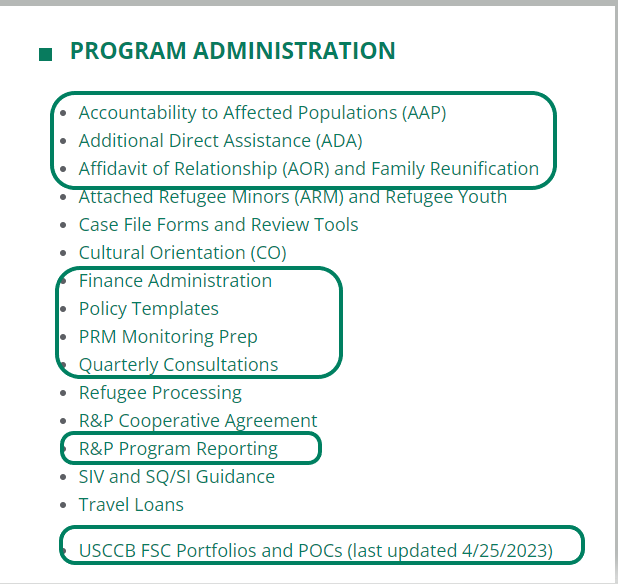 PROGRAM ADMINISTRATION
Accountability to Affected Populations (AAP)
Additional Direct Assistance (ADA)
Affidavit of Relationship (AOR) and Family Reunification
Attached Refugee Minors (ARM) and Refugee Youth
Case File Forms and Review Tools
Cultural Orientation (CO)
Finance Administration
Policy Templates
PRM Monitoring Prep
Quarterly Consultations
Refugee Processing
R&P Cooperative Agreement
R&P Program Reporting
SIV and SQ/SI Guidance
Travel Loans
USCCB FSC Portfolios and POCs (last updated 4/25/2023)